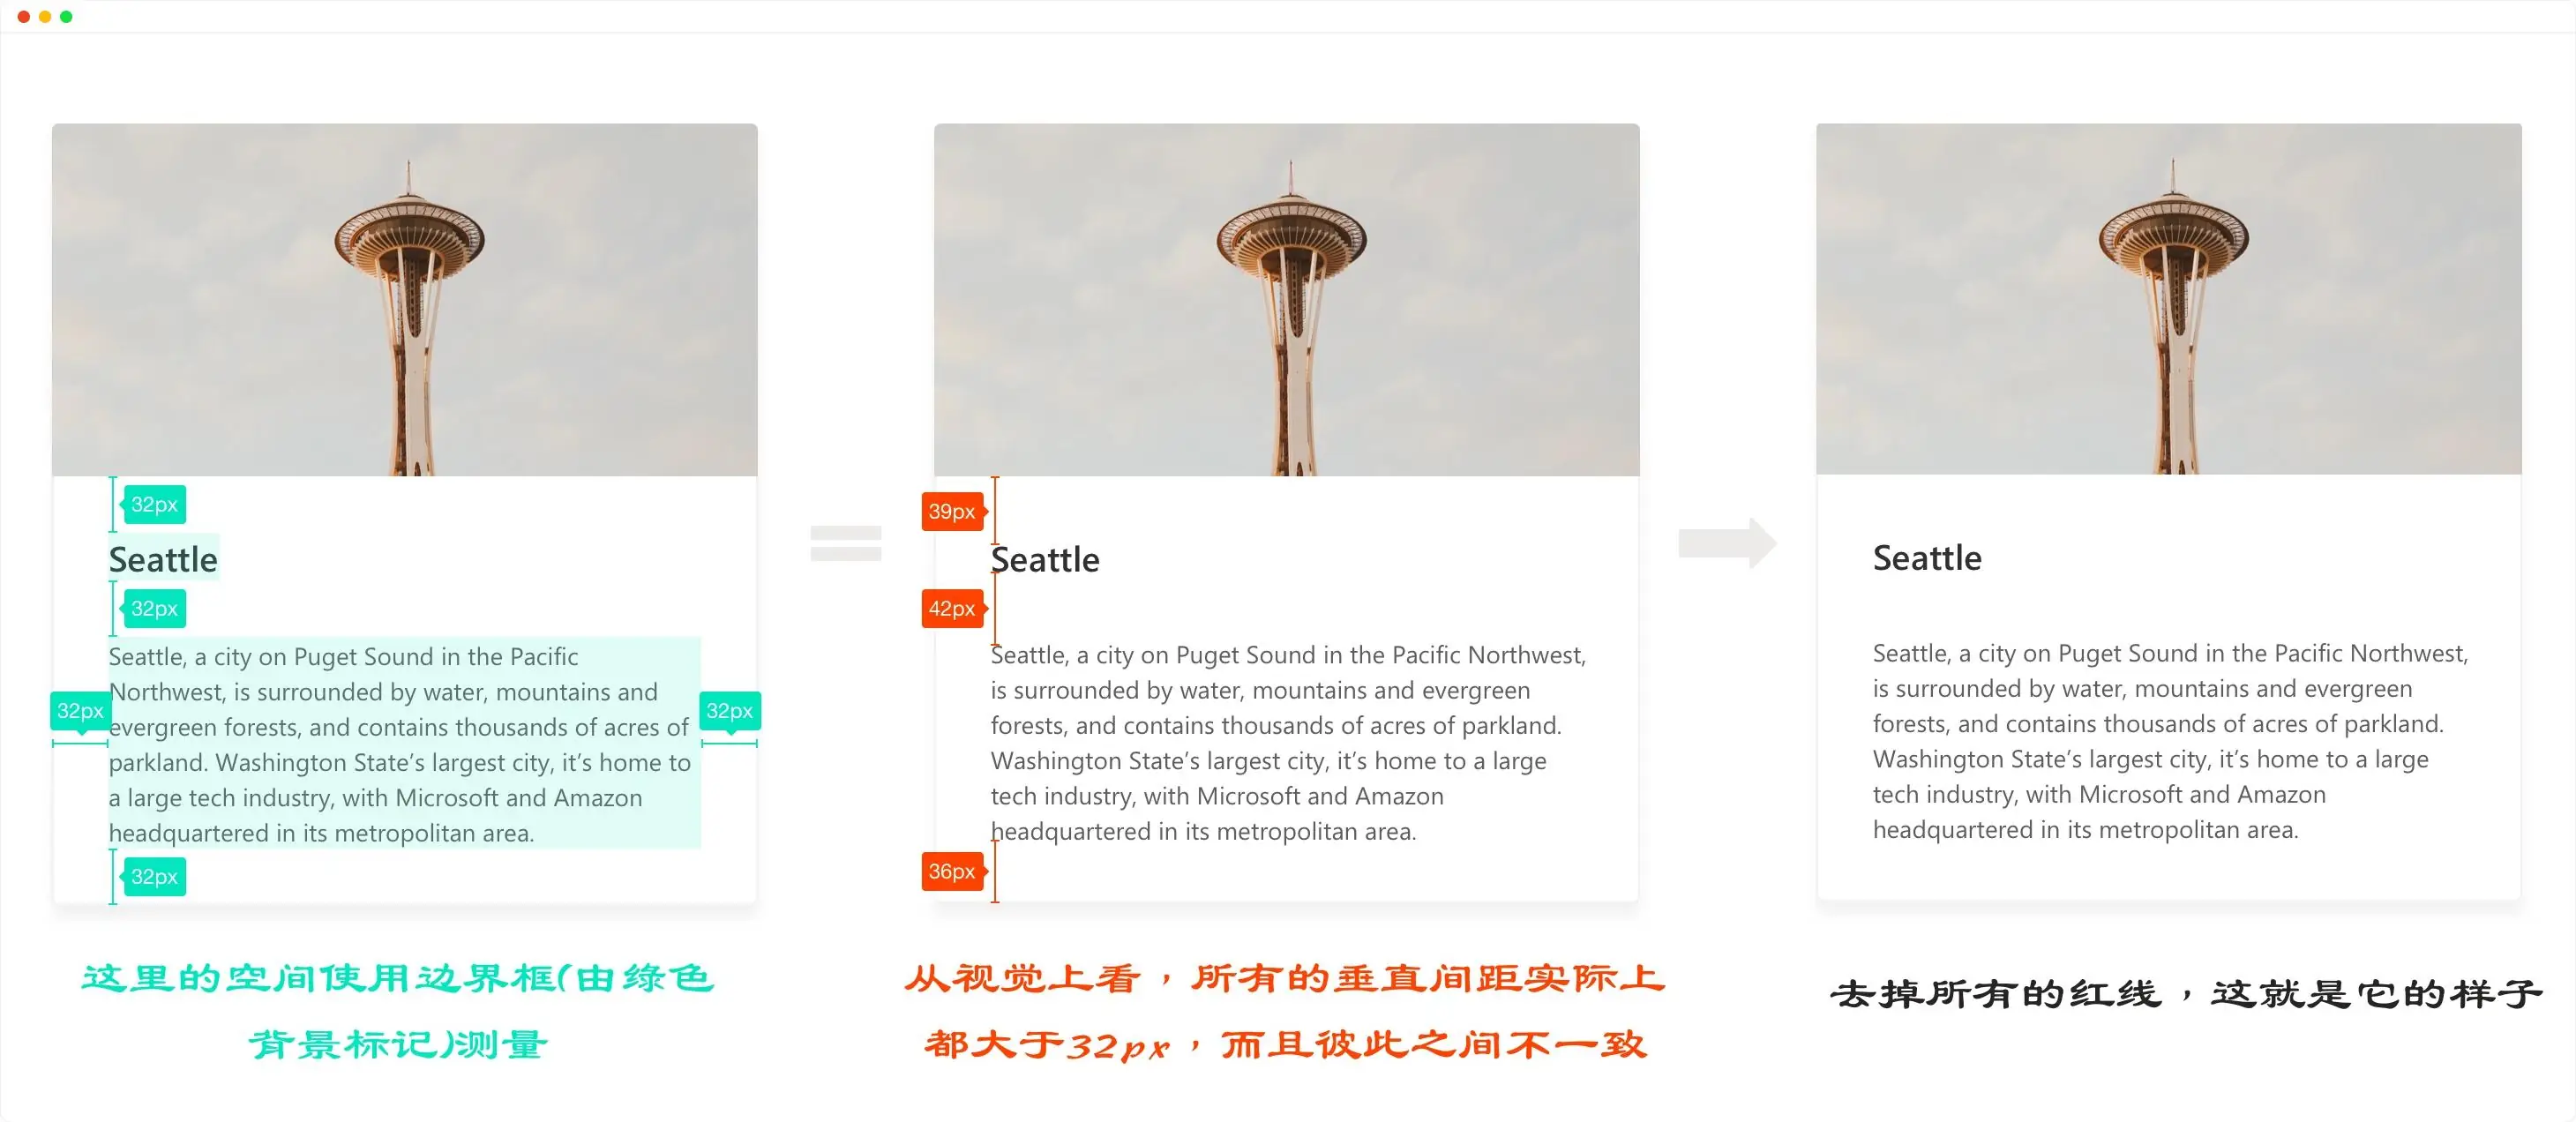 32px
Seattle
32px
Seattle, a city on Puget Sound in the Pacific
Northwest, is surrounded by water, mountains and
evergreen forests, and contains thousands of acres of
parkland. Washington State’s largest city, it’s home to
a large tech industry, with Microsoft and Amazon
headquartered in its metropolitan area.
32px
32px
32px
这里的空间使用边界框(由绿色
背景标记)测量
39px
Seattle
42px
Seattle, a city on Puget Sound in the Pacific Northwest,
is surrounded by water, mountains and evergreen
forests, and contains thousands of acres of parkland.
Washington State’s largest city, it’s home to a large
tech industry, with Microsoft and Amazon
headquartered in its metropolitan area.
36px
从视觉上看，所有的垂直间距实际上
都大于32px，而且彼此之间不一致
Seattle
Seattle, a city on Puget Sound in the Pacific Northwest,
is surrounded by water, mountains and evergreen
forests, and contains thousands of acres of parkland.
Washington State’s largest city, it’s home to a large
tech industry, with Microsoft and Amazon
headquartered in its metropolitan area.
去掉所有的红线，这就是它的样子